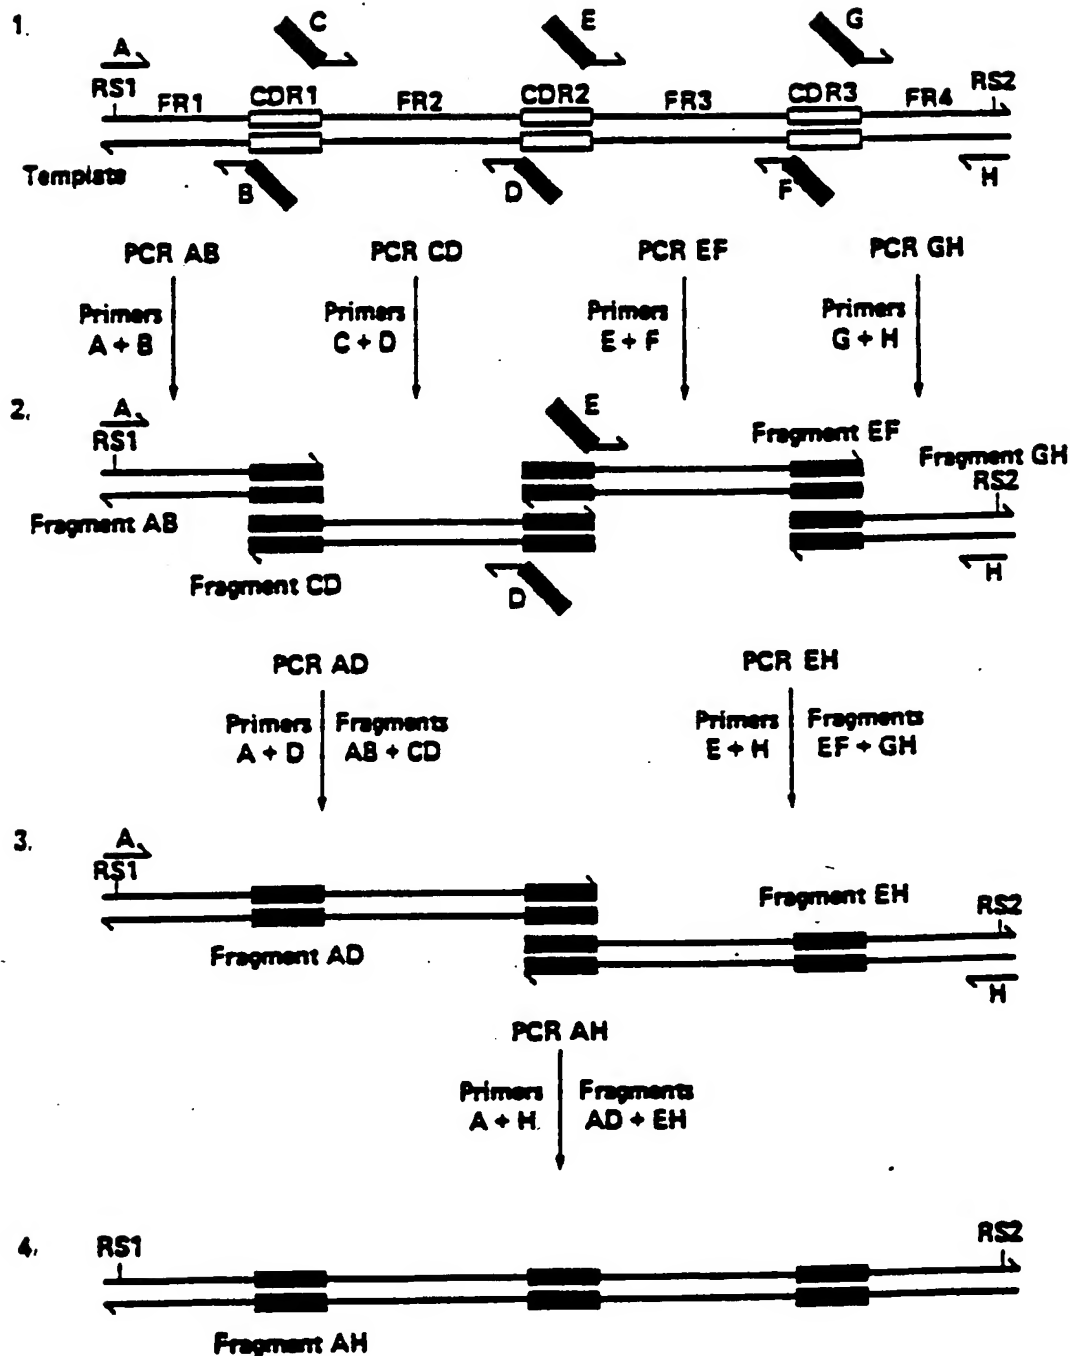 1.
C
E
G
A
RS1
FR1
CDR1
FR2
CDR2
FR3
CDR3
FR4
RS2
Template
B
D
F
H
PCR AB
PCR CD
PCR EF
PCR GH
Primers
A + B
Primers
C + D
Primers
E + F
Primers
G + H
2.
A
RS1
E
Fragment EF
Fragment GH
RS2
Fragment AB
Fragment CD
D
H
PCR AD
PCR EH
Primers
A + D
Fragments
AB + CD
Primers
E + H
Fragments
EF + GH
3.
A
RS1
Fragment EH
RS2
Fragment AD
H
PCR AH
Primers
A + H
Fragments
AD + EH
4.
RS1
RS2
Fragment AH